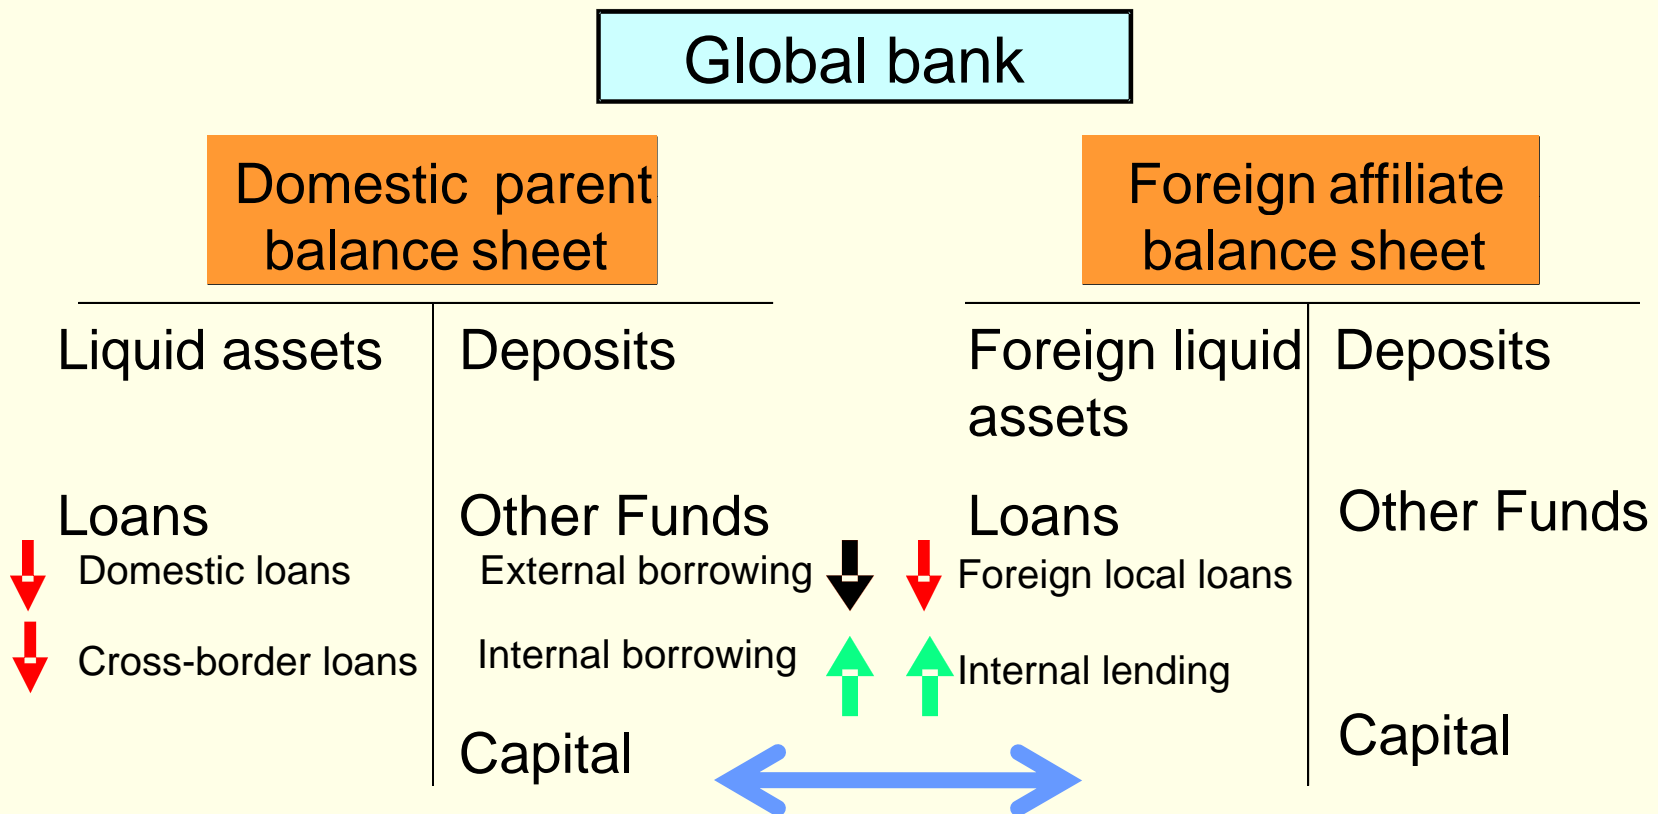 Global bank
Domestic parent
balance sheet
Liquid assets
Deposits
Loans
Domestic loans
Cross-border loans
Other Funds
External borrowing
Internal borrowing
Capital
Foreign affiliate
balance sheet
Foreign liquid
assets
Deposits
Loans
Foreign local loans
Internal lending
Other Funds
Capital